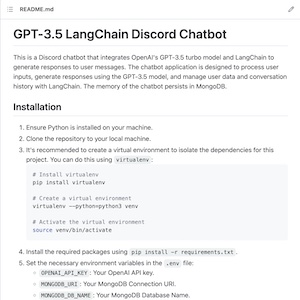 README.md
GPT-3.5 LangChain Discord Chatbot
This is a Discord chatbot that integrates OpenAI's GPT-3.5 turbo model and LangChain to
generate responses to user messages. The chatbot application is designed to process user
inputs, generate responses using the GPT-3.5 model, and manage user data and conversation
history with LangChain. The memory of the chatbot persists in MongoDB.
Installation
1. Ensure Python is installed on your machine.
2. Clone the repository to your local machine.
3. It's recommended to create a virtual environment to isolate the dependencies for this
project. You can do this using virtualenv:
# Install virtualenv
pip install virtualenv
# Create a virtual environment
virtualenv --python=python3 venv
# Activate the virtual environment
source venv/bin/activate
4. Install the required packages using pip install -r requirements.txt.
5. Set the necessary environment variables in the .env file:
OPENAI_API_KEY: Your OpenAI API key.
MONGODB_URI: Your MongoDB Connection URI.
MONGODB_DB_NAME: Your MongoDB Database Name.